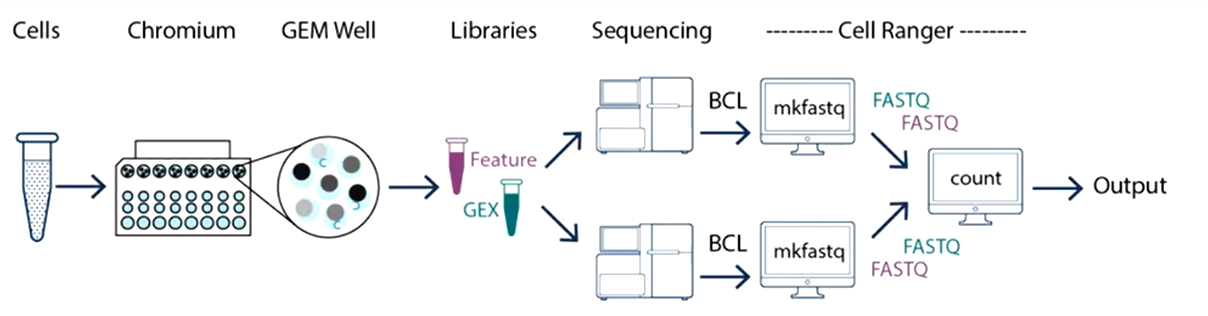 Cells Chromium GEM Well Libraries Sequencing --------- Cell Ranger ---------
BCL
mkfastq
FASTQ
FASTQ
Feature
GEX
count
Output
BCL
mkfastq
FASTQ
FASTQ